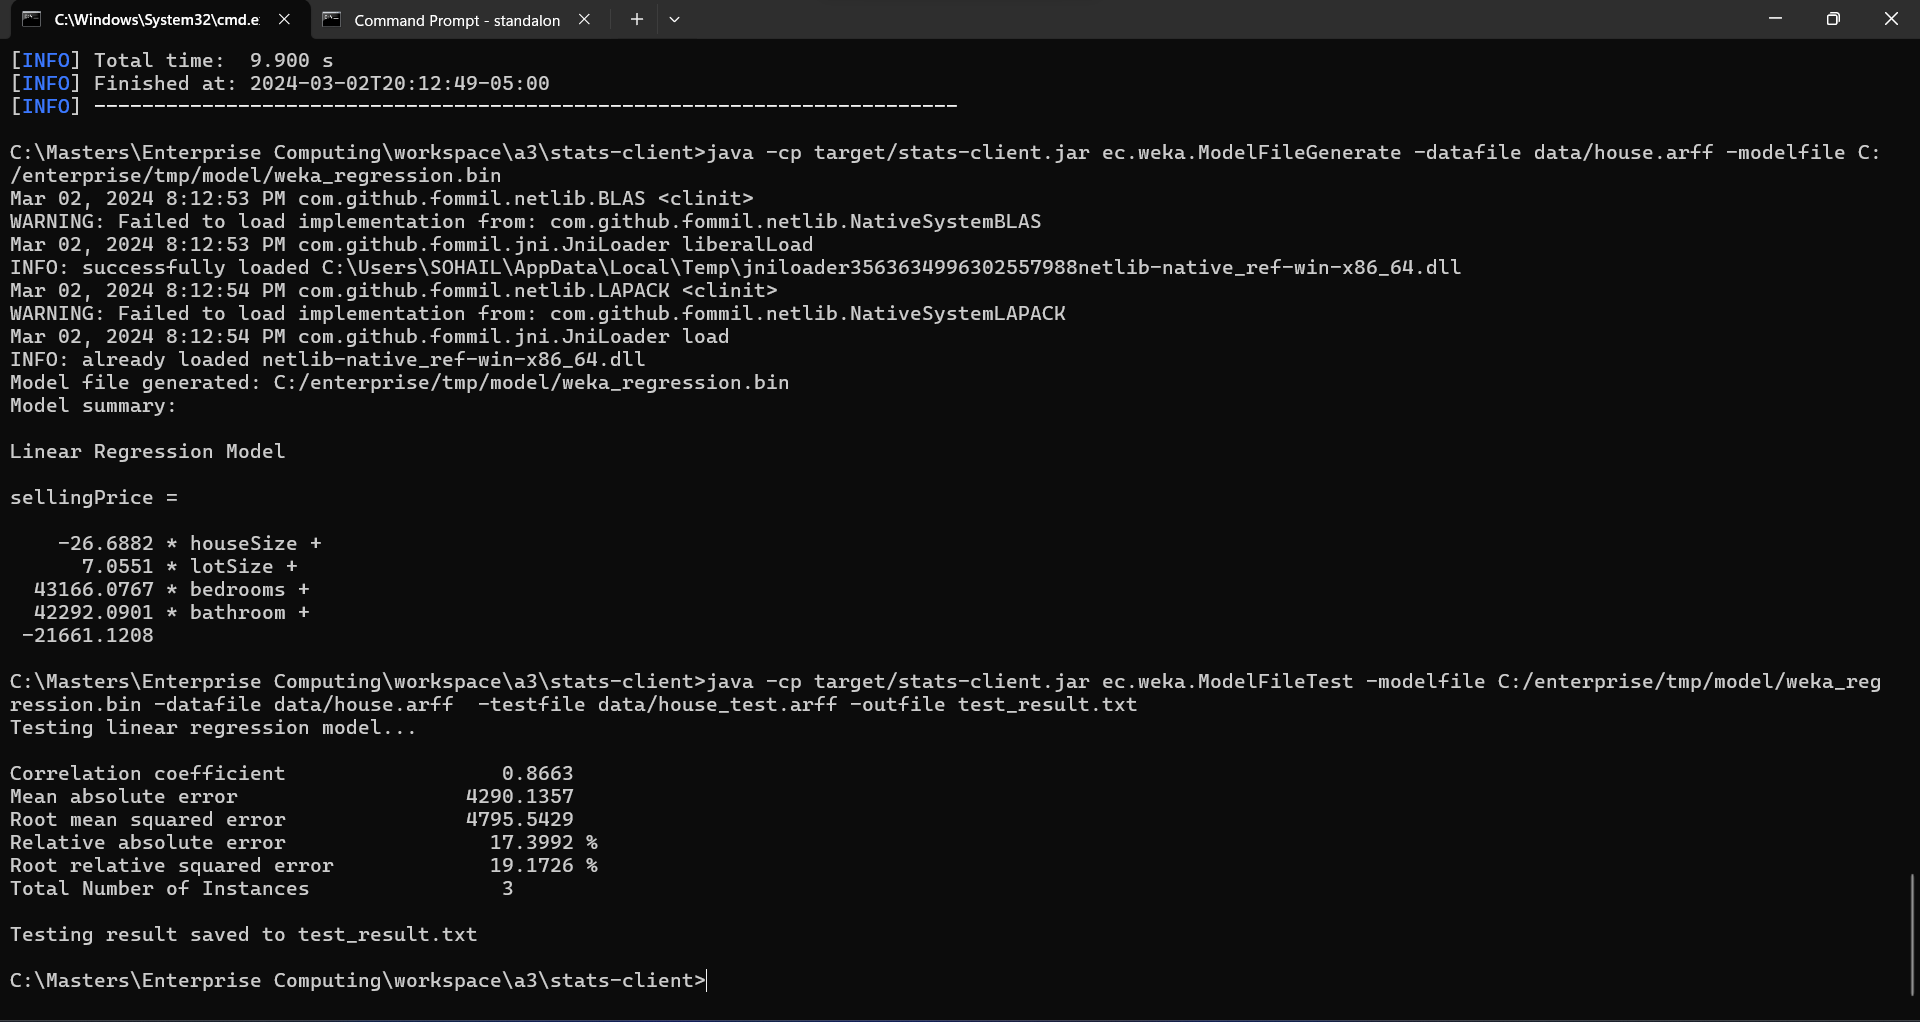 C:\Windows\System32\cmd.e
Command Prompt - standalon
[INFO] Total time:  9.900 s
[INFO] Finished at: 2024-03-02T20:12:49-05:00
[INFO] ------------------------------------------------------------------------
C:\Masters\Enterprise Computing\workspace\a3\stats-client>java -cp target/stats-client.jar ec.weka.ModelFileGenerate -datafile data/house.arff -modelfile C:
/enterprise/tmp/model/weka_regression.bin
Mar 02, 2024 8:12:53 PM com.github.fommil.netlib.BLAS <clinit>
WARNING: Failed to load implementation from: com.github.fommil.netlib.NativeSystemBLAS
Mar 02, 2024 8:12:53 PM com.github.fommil.jni.JniLoader liberalLoad
INFO: successfully loaded C:\Users\SOHAIL\AppData\Local\Temp\jniloader3563634996302557988netlib-native_ref-win-x86_64.dll
Mar 02, 2024 8:12:54 PM com.github.fommil.netlib.LAPACK <clinit>
WARNING: Failed to load implementation from: com.github.fommil.netlib.NativeSystemLAPACK
Mar 02, 2024 8:12:54 PM com.github.fommil.jni.JniLoader load
INFO: already loaded netlib-native_ref-win-x86_64.dll
Model file generated: C:/enterprise/tmp/model/weka_regression.bin
Model summary:
Linear Regression Model
sellingPrice =
    -26.6882 * houseSize +
      7.0551 * lotSize +
  43166.0767 * bedrooms +
  42292.0901 * bathroom +
 -21661.1208
C:\Masters\Enterprise Computing\workspace\a3\stats-client>java -cp target/stats-client.jar ec.weka.ModelFileTest -modelfile C:/enterprise/tmp/model/weka_reg
ression.bin -datafile data/house.arff  -testfile data/house_test.arff -outfile test_result.txt
Testing linear regression model...
Correlation coefficient                  0.8663
Mean absolute error                   4290.1357
Root mean squared error               4795.5429
Relative absolute error                 17.3992 %
Root relative squared error             19.1726 %
Total Number of Instances                3
Testing result saved to test_result.txt
C:\Masters\Enterprise Computing\workspace\a3\stats-client>